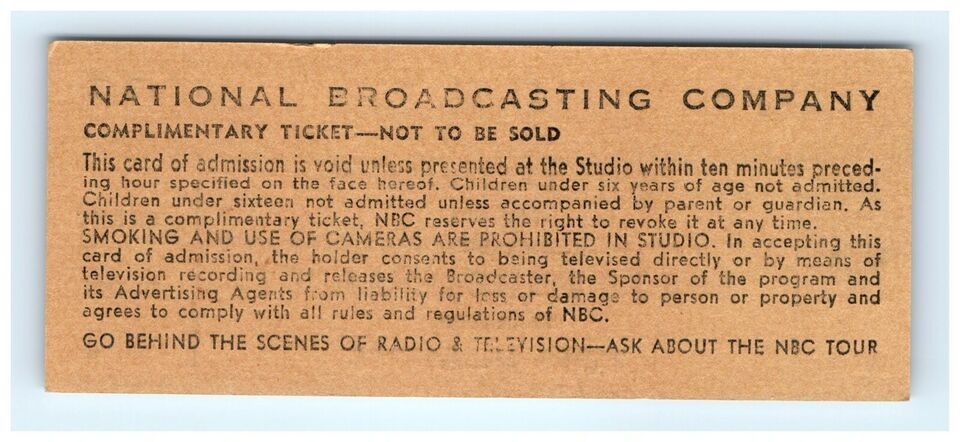 NATIONAL BROADCASTING COMPANY
COMPLIMENTARY TICKET—NOT TO BE SOLD
This card of admission is void unless presented at the Studio within ten minutes preced-
ing hour specified on the face hereof. Children under six years of age not admitted.
Children under sixteen not admitted unless accompanied by parent or guardian. As
this is a complimentary ticket, NBC reserves the right to revoke it at any time.
SMOKING AND USE OF CAMERAS ARE PROHIBITED IN STUDIO. In accepting this
card of admission, the holder consents to being televised directly or by means of
television recording and releases the Broadcaster, the Sponsor of the program and
its Advertising Agents from liability for loss or damage to person or property and
agrees to comply with all rules and regulations of NBC.
GO BEHIND THE SCENES OF RADIO & TELEVISION—ASK ABOUT THE NBC TOUR